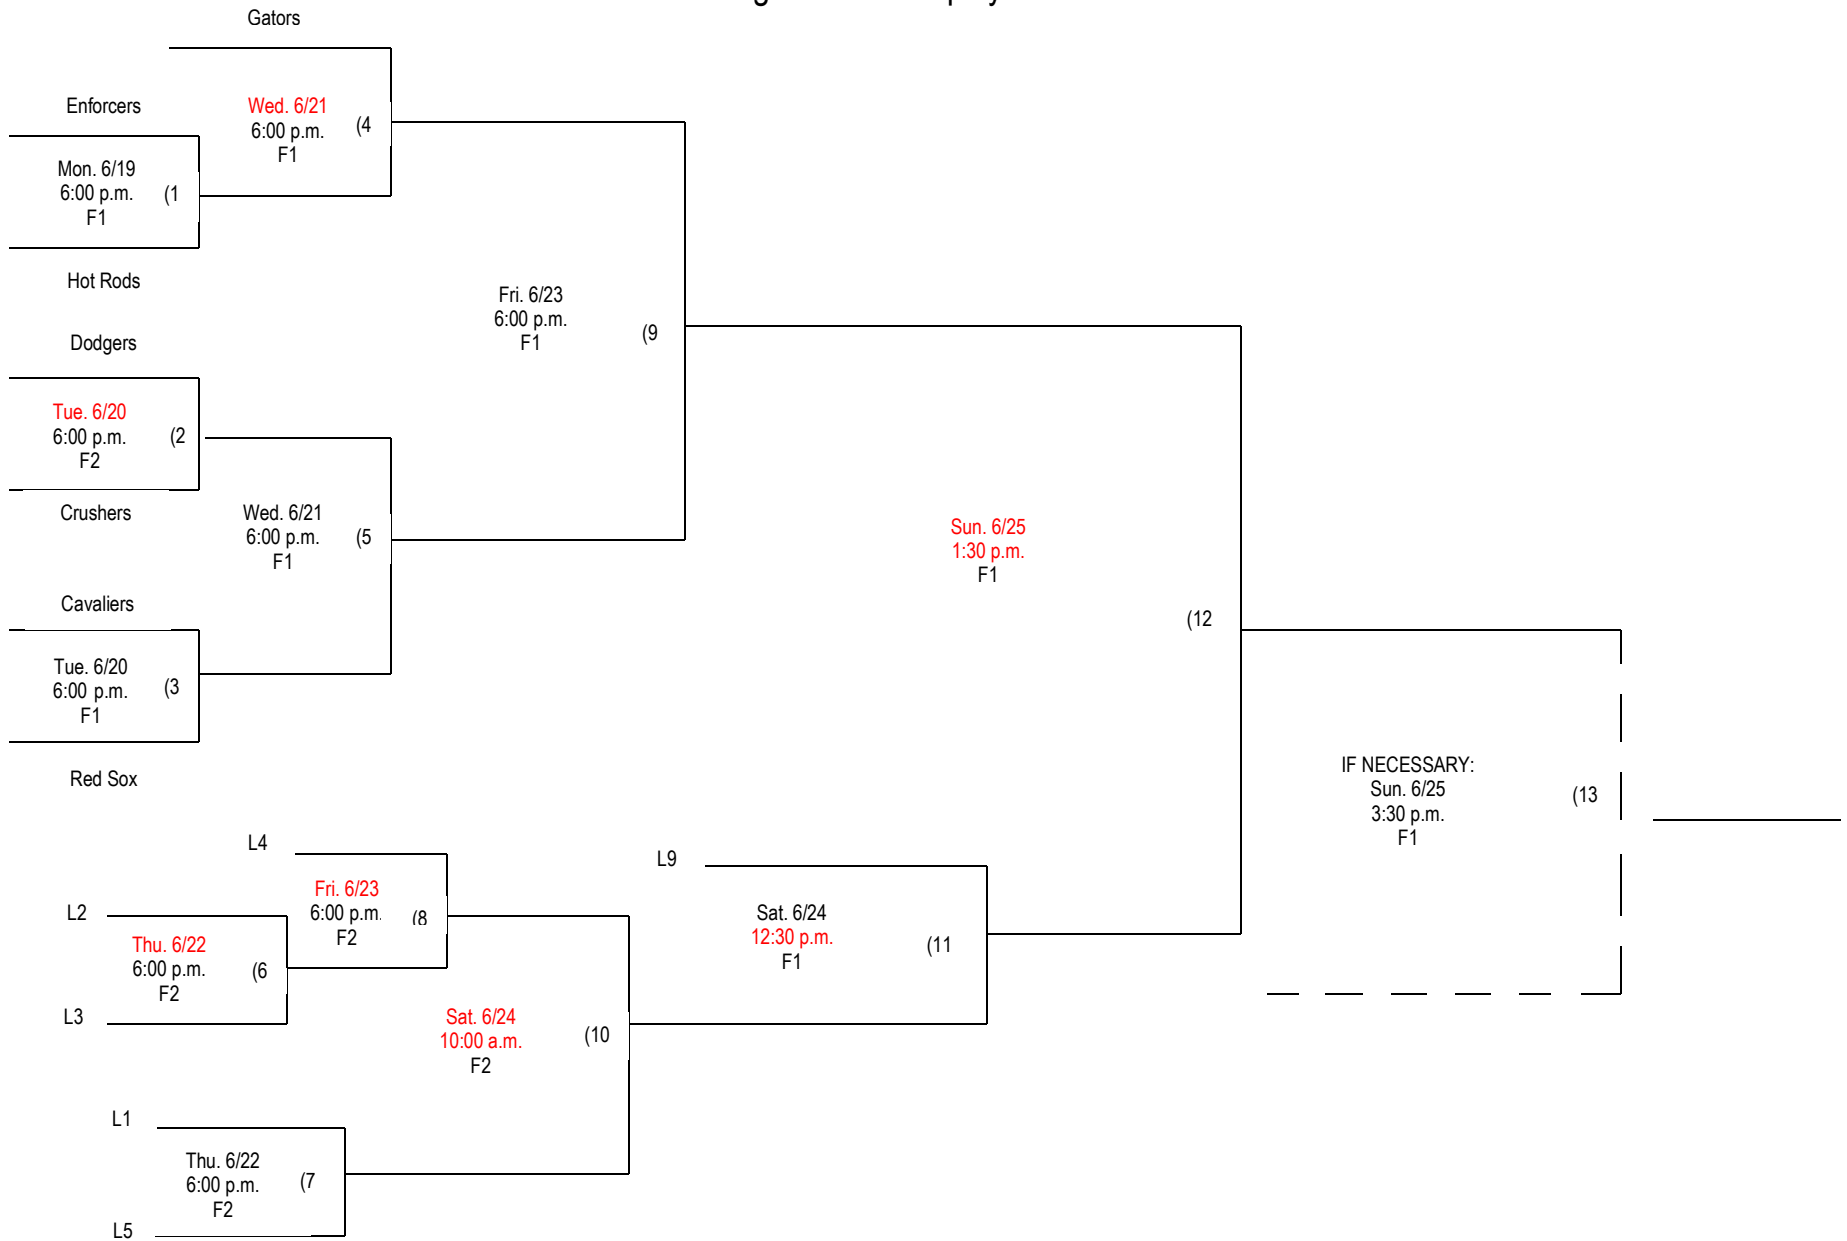 Gators
Enforcers
Wed. 6/21
6:00 p.m.
F1
(4
Mon. 6/19
6:00 p.m.
F1
(1
Hot Rods
Dodgers
Fri. 6/23
6:00 p.m.
F1
(9
Tue. 6/20
6:00 p.m.
F2
(2
Crushers
Wed. 6/21
6:00 p.m.
F1
(5
Sun. 6/25
1:30 p.m.
F1
(12
Cavaliers
Tue. 6/20
6:00 p.m.
F1
(3
Red Sox
IF NECESSARY:
Sun. 6/25
3:30 p.m.
F1
(13
L4
L9
Fri. 6/23
6:00 p.m.
F2
(8
L2
Thu. 6/22
6:00 p.m.
F2
(6
L3
Sat. 6/24
12:30 p.m.
F1
(11
Sat. 6/24
10:00 a.m.
F2
(10
L1
Thu. 6/22
6:00 p.m.
F2
(7
L5